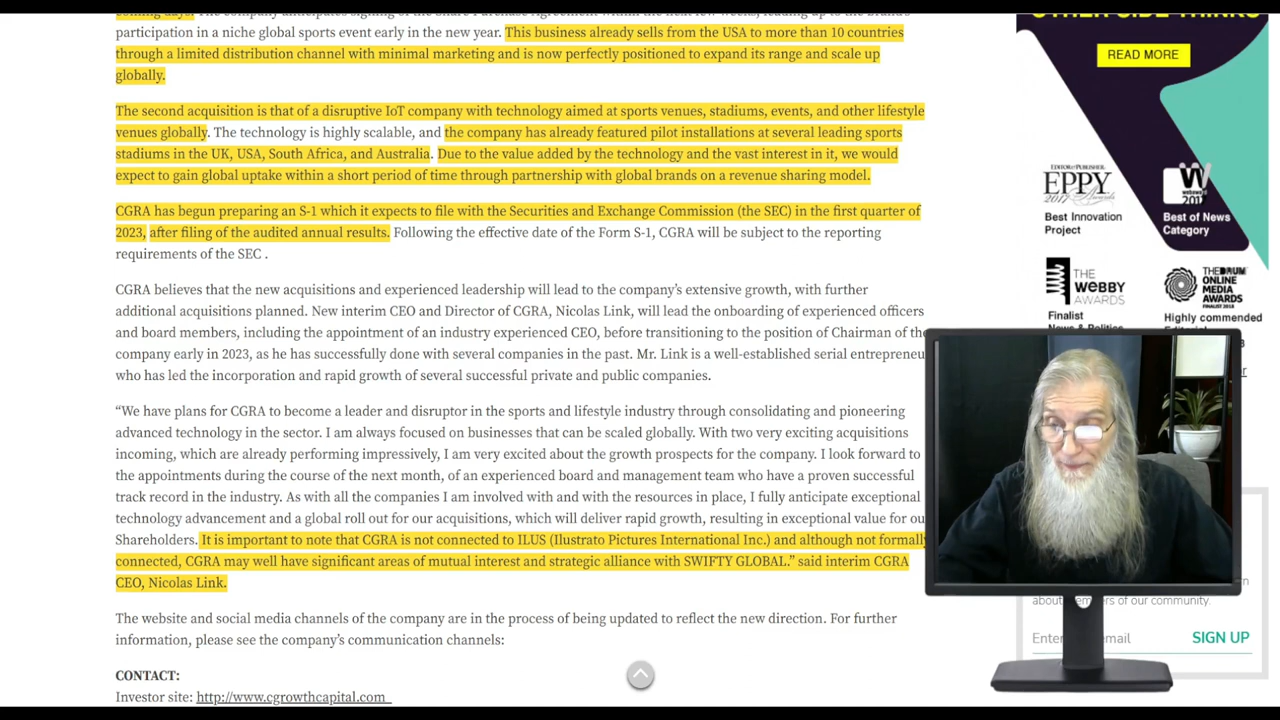 participation in a niche global sports event early in the new year. This business already sells from the USA to more than 10 countries
through a limited distribution channel with minimal marketing and is now perfectly positioned to expand its range and scale up
globally.
The second acquisition is that of a disruptive IoT company with technology aimed at sports venues, stadiums, events, and other lifestyle
venues globally. The technology is highly scalable, and the company has already featured pilot installations at several leading sports
stadiums in the UK, USA, South Africa, and Australia. Due to the value added by the technology and the vast interest in it, we would
expect to gain global uptake within a short period of time through partnership with global brands on a revenue sharing model.
CGRA has begun preparing an S-1 which it expects to file with the Securities and Exchange Commission (the SEC) in the first quarter of
2023, after filing of the audited annual results. Following the effective date of the Form S-1, CGRA will be subject to the reporting
requirements of the SEC .
CGRA believes that the new acquisitions and experienced leadership will lead to the company's extensive growth, with further
additional acquisitions planned. New interim CEO and Director of CGRA, Nicolas Link, will lead the onboarding of experienced officers
and board members, including the appointment of an industry experienced CEO, before transitioning to the position of Chairman of the
company early in 2023, as he has successfully done with several companies in the past. Mr. Link is a well-established serial entrepreneu
who has led the incorporation and rapid growth of several successful private and public companies.
“We have plans for CGRA to become a leader and disruptor in the sports and lifestyle industry through consolidating and pioneering
advanced technology in the sector. I am always focused on businesses that can be scaled globally. With two very exciting acquisitions
incoming, which are already performing impressively, I am very excited about the growth prospects for the company. I look forward to
the appointments during the course of the next month, of an experienced board and management team who have a proven successful
track record in the industry. As with all the companies I am involved with and with the resources in place, I fully anticipate exceptional
technology advancement and a global roll out for our acquisitions, which will deliver rapid growth, resulting in exceptional value for ou
Shareholders. It is important to note that CGRA is not connected to ILUS (Ilustrato Pictures International Inc.) and although not formally
connected, CGRA may well have significant areas of mutual interest and strategic alliance with SWIFTY GLOBAL.” said interim CGRA
CEO, Nicolas Link.
The website and social media channels of the company are in the process of being updated to reflect the new direction. For further
information, please see the company's communication channels:
CONTACT:
Investor site: http://www.cgrowthcapital.com
OTHER SIDE THINKS
READ MORE
EDITOR & PUBLISHER
EPPY
2017 Awards
Best Innovation
Project
W
webaward
2017
Best of News
Category
THE
WEBBY
AWARDS
Finalist
News & Politics
THE DRUM
ONLINE
MEDIA
AWARDS
FINALIST 2018
Highly commended
of our community.
Enter
email
SIGN UP